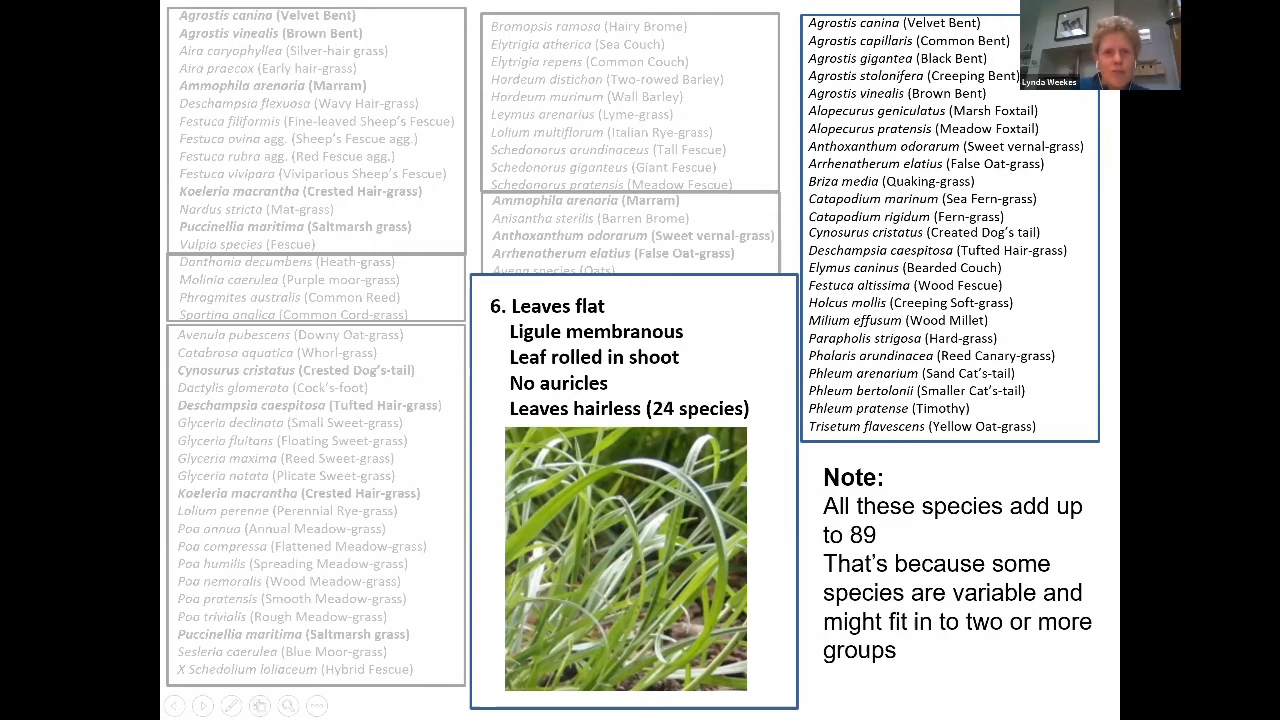 Agrostis canina (Velvet Bent)
Agrostis vinealis (Brown Bent)
Aira caryophyllea (Silver-hair grass)
Aira praecox (Early hair-grass)
Ammophila arenaria (Marram)
Deschampsia flexuosa (Wavy Hair-grass)
Festuca filiformis (Fine-leaved Sheep's Fescue)
Festuca ovina agg. (Sheep's Fescue agg.)
Festuca rubra agg. (Red Fescue agg.)
Festuca vivipara (Viviparious Sheep's Fescue)
Koeleria macrantha (Crested Hair-grass)
Nardus stricta (Mat-grass)
Puccinellia maritima (Saltmarsh grass)
Vulpia species (Fescue)
Danthonia decumbens (Heath-grass)
Molinia caerulea (Purple moor-grass)
Phragmites australis (Common Reed)
Spartina anglica (Common Cord-grass)
Avenula pubescens (Downy Oat-grass)
Catabrosa aquatica (Whorl-grass)
Cynosurus cristatus (Crested Dog's-tail)
Dactylis glomerata (Cock's-foot)
Deschampsia caespitosa (Tufted Hair-grass)
Glyceria declinata (Small Sweet-grass)
Glyceria fluitans (Floating Sweet-grass)
Glyceria maxima (Reed Sweet-grass)
Glyceria notata (Plicate Sweet-grass)
Koeleria macrantha (Crested Hair-grass)
Lolium perenne (Perennial Rye-grass)
Poa annua (Annual Meadow-grass)
Poa compressa (Flattened Meadow-grass)
Poa humilis (Spreading Meadow-grass)
Poa nemoralis (Wood Meadow-grass)
Poa pratensis (Smooth Meadow-grass)
Poa trivialis (Rough Meadow-grass)
Puccinellia maritima (Saltmarsh grass)
Sesleria caerulea (Blue Moor-grass)
X Schedolium loliaceum (Hybrid Fescue)
Bromopsis ramosa (Hairy Brome)
Elytrigia atherica (Sea Couch)
Elytrigia repens (Common Couch)
Hordeum distichon (Two-rowed Barley)
Hordeum murinum (Wall Barley)
Leymus arenarius (Lyme-grass)
Lolium multiflorum (Italian Rye-grass)
Schedonorus arundinaceus (Tall Fescue)
Schedonorus giganteus (Giant Fescue)
Schedonorus pratensis (Meadow Fescue)
Ammophila arenaria (Marram)
Anisantha sterilis (Barren Brome)
Anthoxanthum odorarum (Sweet vernal-grass)
Arrhenatherum elatius (False Oat-grass)
Avena species (Oats)
6. Leaves flat
Ligule membranous
Leaf rolled in shoot
No auricles
Leaves hairless (24 species)
Agrostis canina (Velvet Bent)
Agrostis capillaris (Common Bent)
Agrostis gigantea (Black Bent)
Agrostis stolonifera (Creeping Bent)
Agrostis vinealis (Brown Bent)
Alopecurus geniculatus (Marsh Foxtail)
Alopecurus pratensis (Meadow Foxtail)
Anthoxanthum odorarum (Sweet vernal-grass)
Arrhenatherum elatius (False Oat-grass)
Briza media (Quaking-grass)
Catapodium marinum (Sea Fern-grass)
Catapodium rigidum (Fern-grass)
Cynosurus cristatus (Created Dog's tail)
Deschampsia caespitosa (Tufted Hair-grass)
Elymus caninus (Bearded Couch)
Festuca altissima (Wood Fescue)
Holcus mollis (Creeping Soft-grass)
Milium effusum (Wood Millet)
Parapholis strigosa (Hard-grass)
Phalaris arundinacea (Reed Canary-grass)
Phleum arenarium (Sand Cat's-tail)
Phleum bertolonii (Smaller Cat's-tail)
Phleum pratense (Timothy)
Trisetum flavescens (Yellow Oat-grass)
Lynda Weekes
Note:
All these species add up
to 89
That's because some
species are variable and
might fit in to two or more
groups